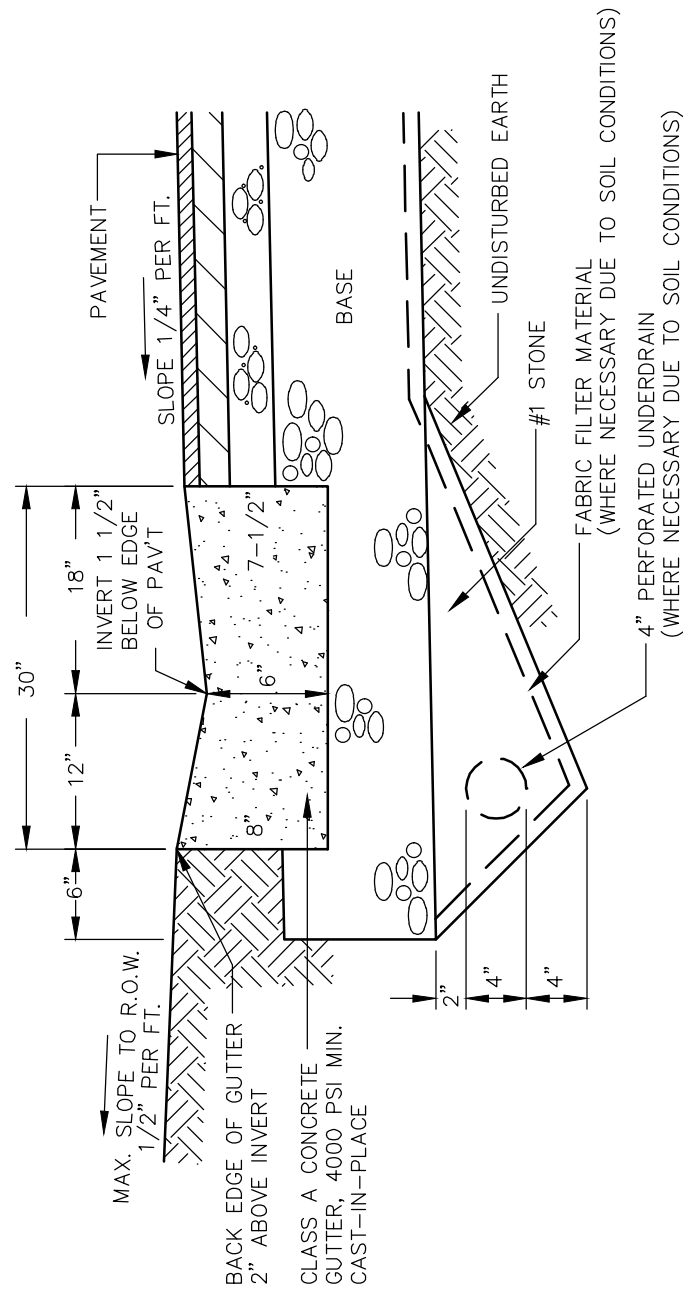 MAX. SLOPE TO R.O.W.
1/2" PER FT.
6"
30"
12"
18"
INVERT 1 1/2"
BELOW EDGE
OF PAV'T
PAVEMENT
SLOPE 1/4" PER FT.
8"
6"
7-1/2"
BASE
BACK EDGE OF GUTTER
2" ABOVE INVERT
CLASS A CONCRETE
GUTTER, 4000 PSI MIN.
CAST-IN-PLACE
2"
4"
4"
UNDISTURBED EARTH
#1 STONE
FABRIC FILTER MATERIAL
(WHERE NECESSARY DUE TO SOIL CONDITIONS)
4" PERFORATED UNDERDRAIN
(WHERE NECESSARY DUE TO SOIL CONDITIONS)